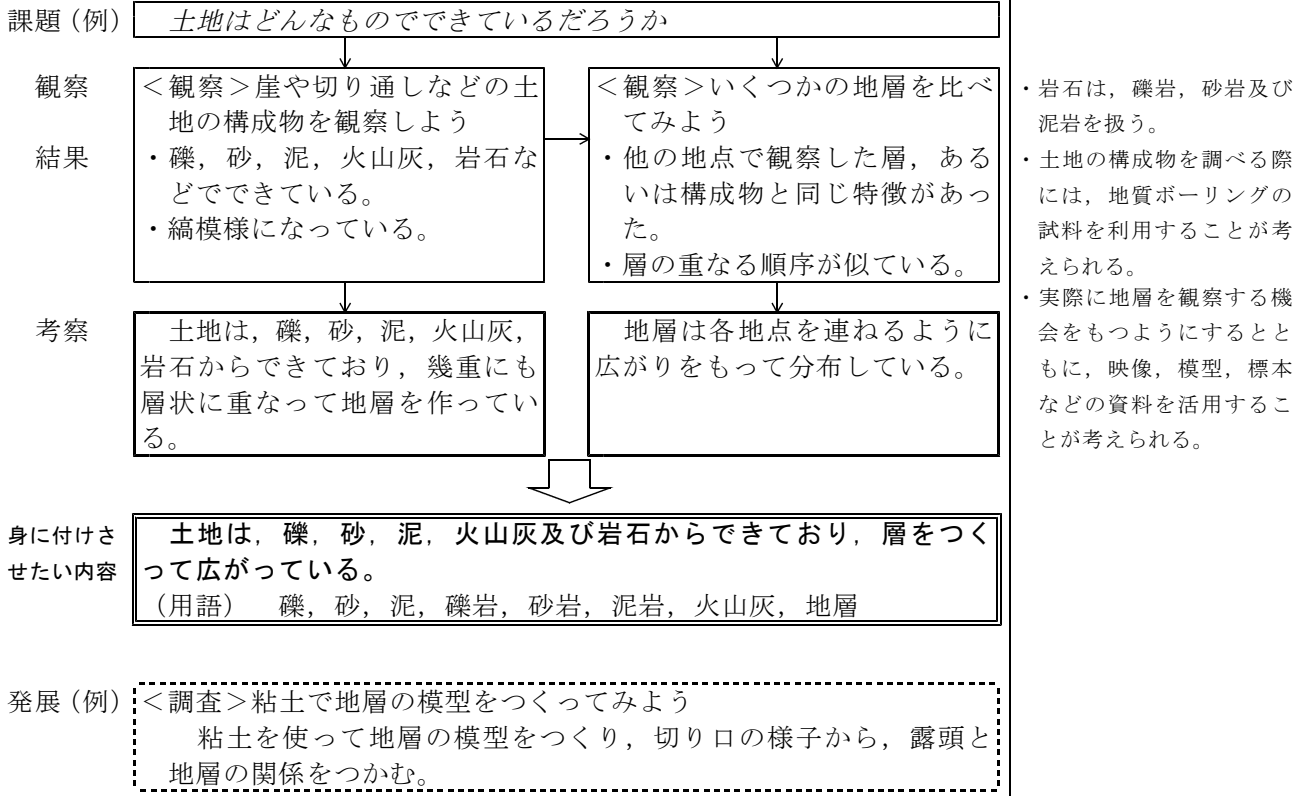 課題（例）
土地はどんなものでできているだろうか
観察
＜観察＞崖や切り通しなどの土
地の構成物を観察しよう
結果
・礫，砂，泥，火山灰，岩石な
どでできている。
・縞模様になっている。
＜観察＞いくつかの地層を比べ
てみよう
・他の地点で観察した層，ある
いは構成物と同じ特徴があっ
た。
・層の重なる順序が似ている。
考察
土地は，礫，砂，泥，火山灰，
岩石からできており，幾重にも
層状に重なって地層を作ってい
る。
地層は各地点を連ねるように
広がりをもって分布している。
身に付けさ
せたい内容
土地は，礫，砂，泥，火山灰及び岩石からできており，層をつく
って広がっている。
（用語）　礫，砂，泥，礫岩，砂岩，泥岩，火山灰，地層
発展（例）
＜調査＞粘土で地層の模型をつくってみよう
粘土を使って地層の模型をつくり，切り口の様子から，露頭と
地層の関係をつかむ。
・岩石は，礫岩，砂岩及び
泥岩を扱う。
・土地の構成物を調べる際
には，地質ボーリングの
試料を利用することが考
えられる。
・実際に地層を観察する機
会をもつようにするとと
もに，映像，模型，標本
などの資料を活用するこ
とが考えられる。